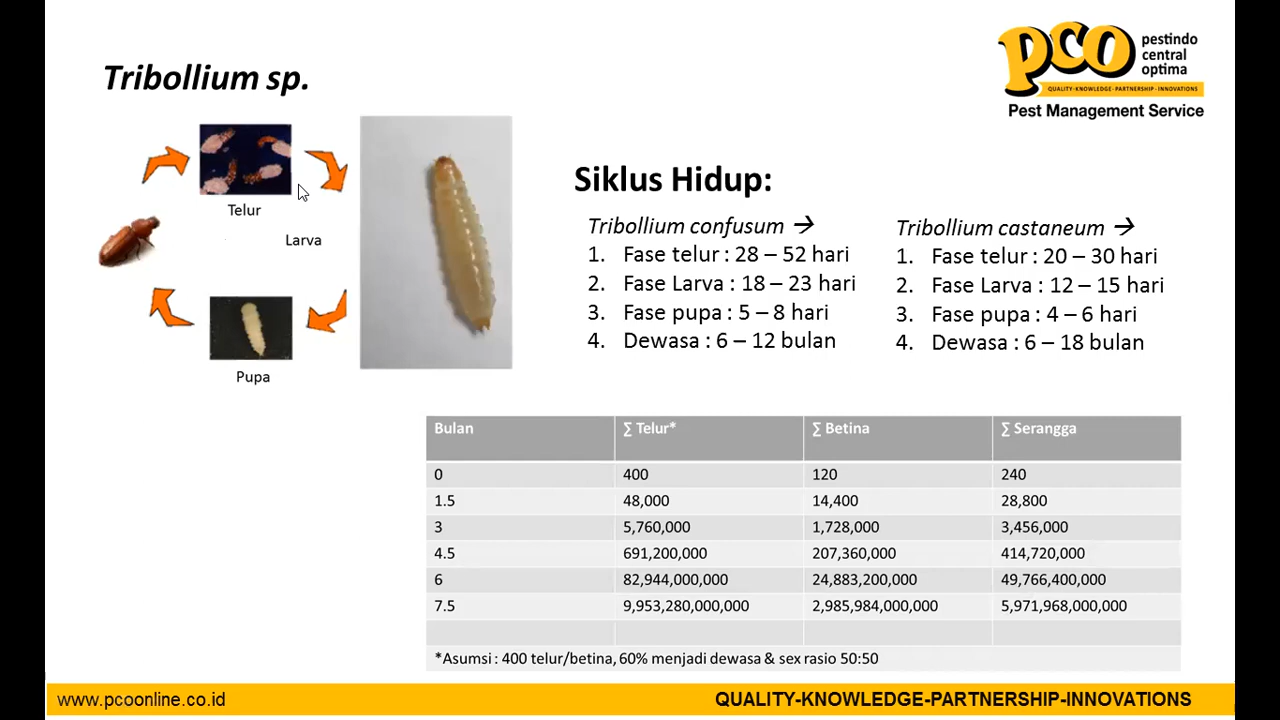 Tribollium sp.
pco
pestindo
central
optima
QUALITY-KNOWLEDGE-PARTNERSHIP-INNOVATIONS
Pest Management Service
Telur
Larva
Pupa
Siklus Hidup:
Tribollium confusum →
1. Fase telur : 28 – 52 hari
2. Fase Larva : 18 – 23 hari
3. Fase pupa : 5 – 8 hari
4. Dewasa : 6 – 12 bulan
Tribollium castaneum →
1. Fase telur : 20 – 30 hari
2. Fase Larva : 12 – 15 hari
3. Fase pupa : 4 – 6 hari
4. Dewasa : 6 – 18 bulan
Bulan ∑ Telur* ∑ Betina ∑ Serangga
0 400 120 240
1.5 48,000 14,400 28,800
3 5,760,000 1,728,000 3,456,000
4.5 691,200,000 207,360,000 414,720,000
6 82,944,000,000 24,883,200,000 49,766,400,000
7.5 9,953,280,000,000 2,985,984,000,000 5,971,968,000,000
*Asumsi : 400 telur/betina, 60% menjadi dewasa & sex rasio 50:50
www.pcoonline.co.id
QUALITY-KNOWLEDGE-PARTNERSHIP-INNOVATIONS